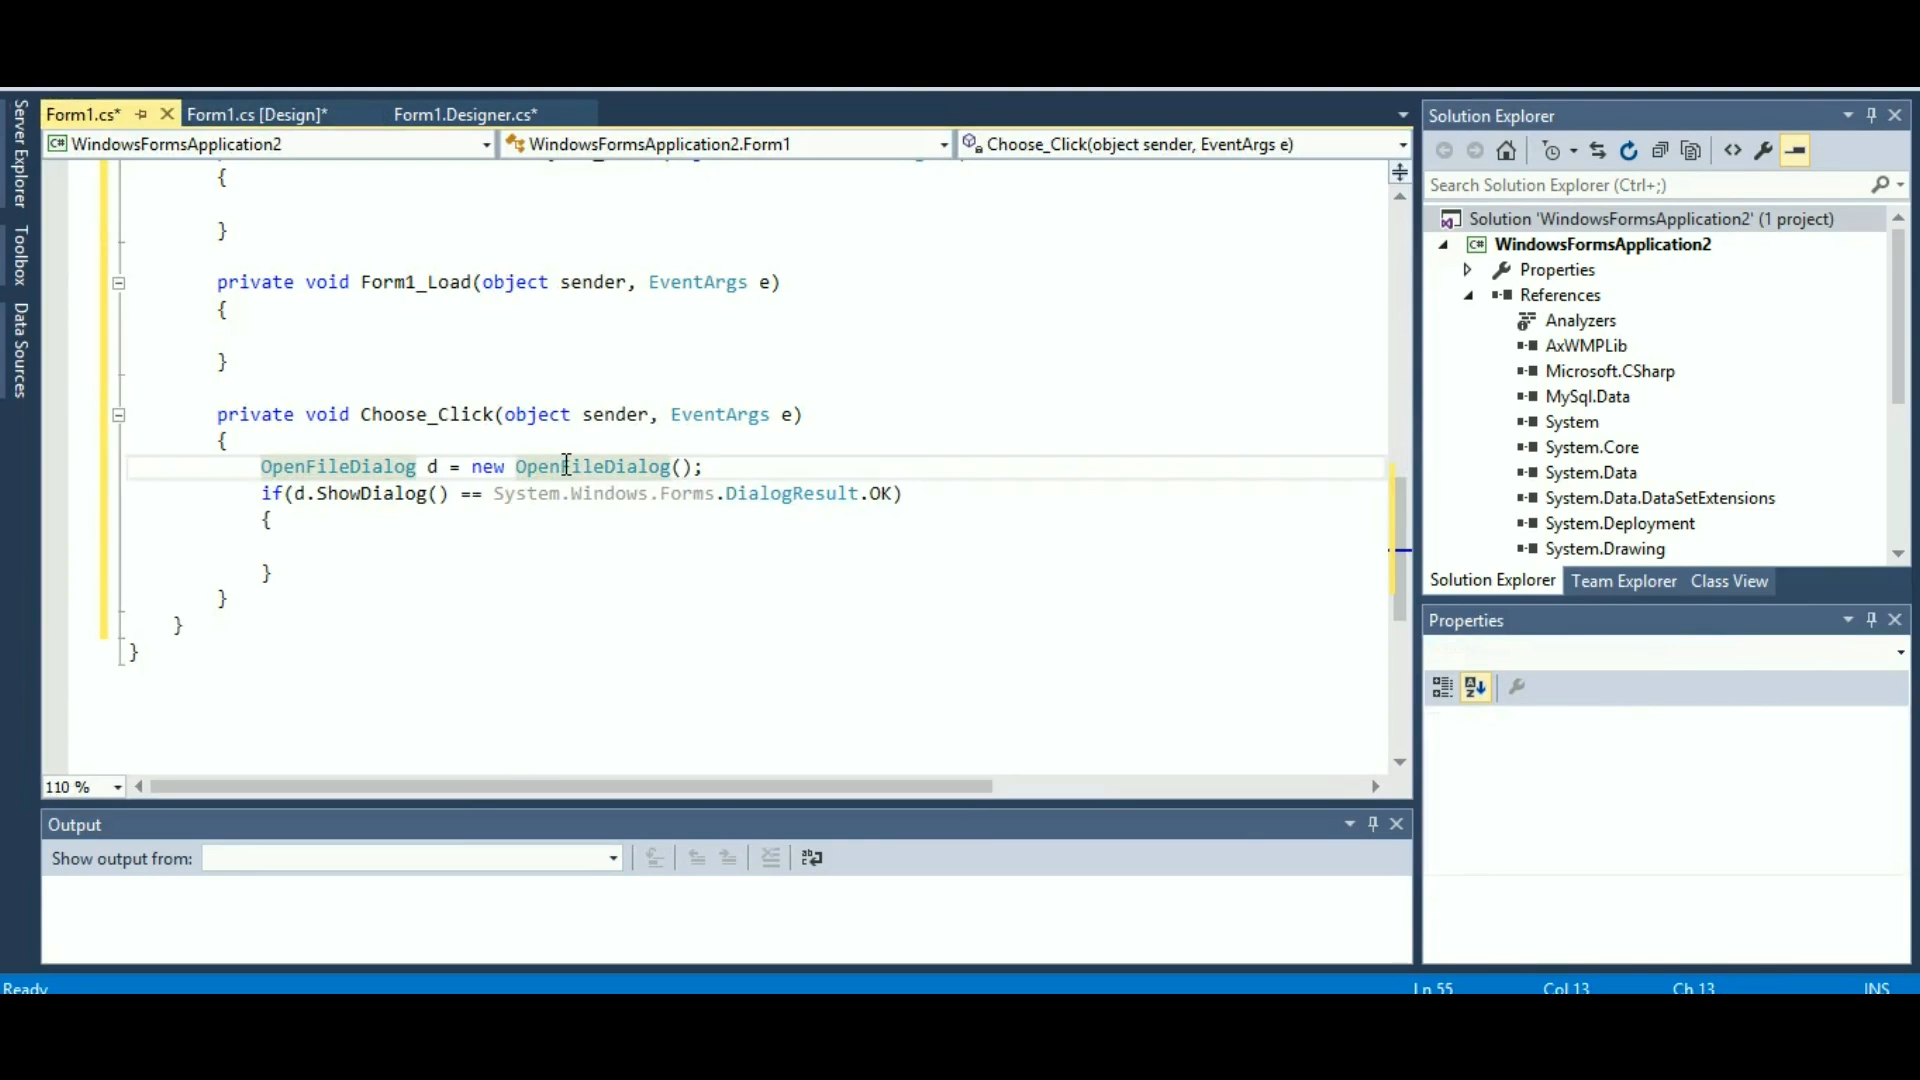 Server Explorer
Toolbox
Data Sources
Form1.cs*
Form1.cs [Design]*
Form1.Designer.cs*
C# WindowsFormsApplication2
WindowsFormsApplication2.Form1
Choose_Click(object sender, EventArgs e)
{
}
private void Form1_Load(object sender, EventArgs e)
{
}
private void Choose_Click(object sender, EventArgs e)
{
OpenFileDialog d = new OpenFileDialog();
if(d.ShowDialog() == System.Windows.Forms.DialogResult.OK)
{
}
}
}
}
110 %
Output
Show output from:
Solution Explorer
Search Solution Explorer (Ctrl+;)
Solution 'WindowsFormsApplication2' (1 project)
C# WindowsFormsApplication2
Properties
References
Analyzers
AxWMPLib
Microsoft.CSharp
MySql.Data
System
System.Core
System.Data
System.Data.DataSetExtensions
System.Deployment
System.Drawing
Solution Explorer
Team Explorer
Class View
Properties
Ready
Ln 55
Col 13
Ch 13
INS